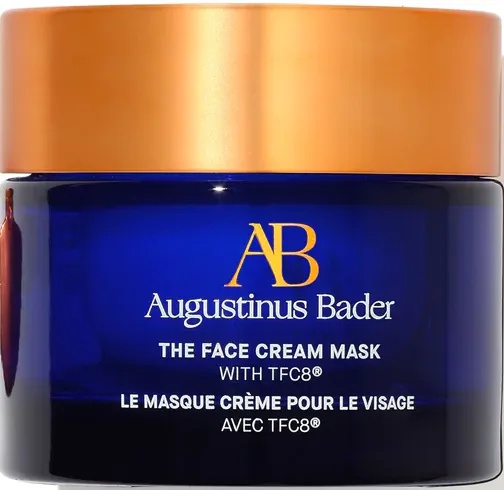 AB
Augustinus Bader
THE FACE CREAM MASK
WITH TFC8®
LE MASQUE CRÈME POUR LE VISAGE
AVEC TFC8®